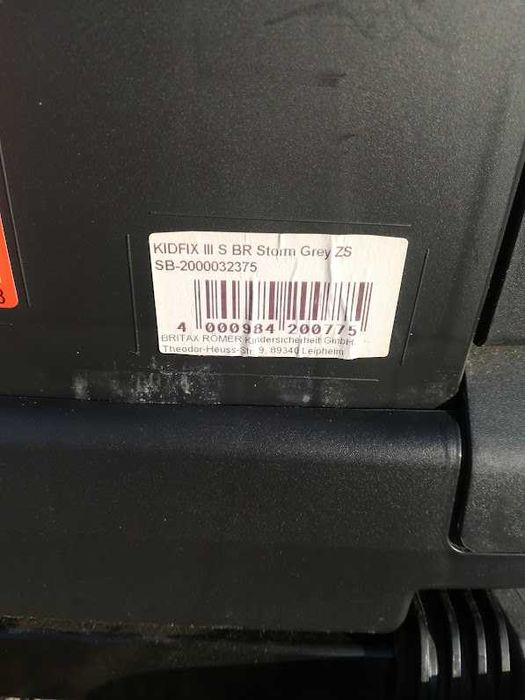 KIDFIX III S BR Storm Grey ZS
SB-2000032375
4 000984 200775
BRITAX RÖMER Kindersicherheit GmbH
Theodor-Heuss-Str. 9, 89340 Leipheim
8